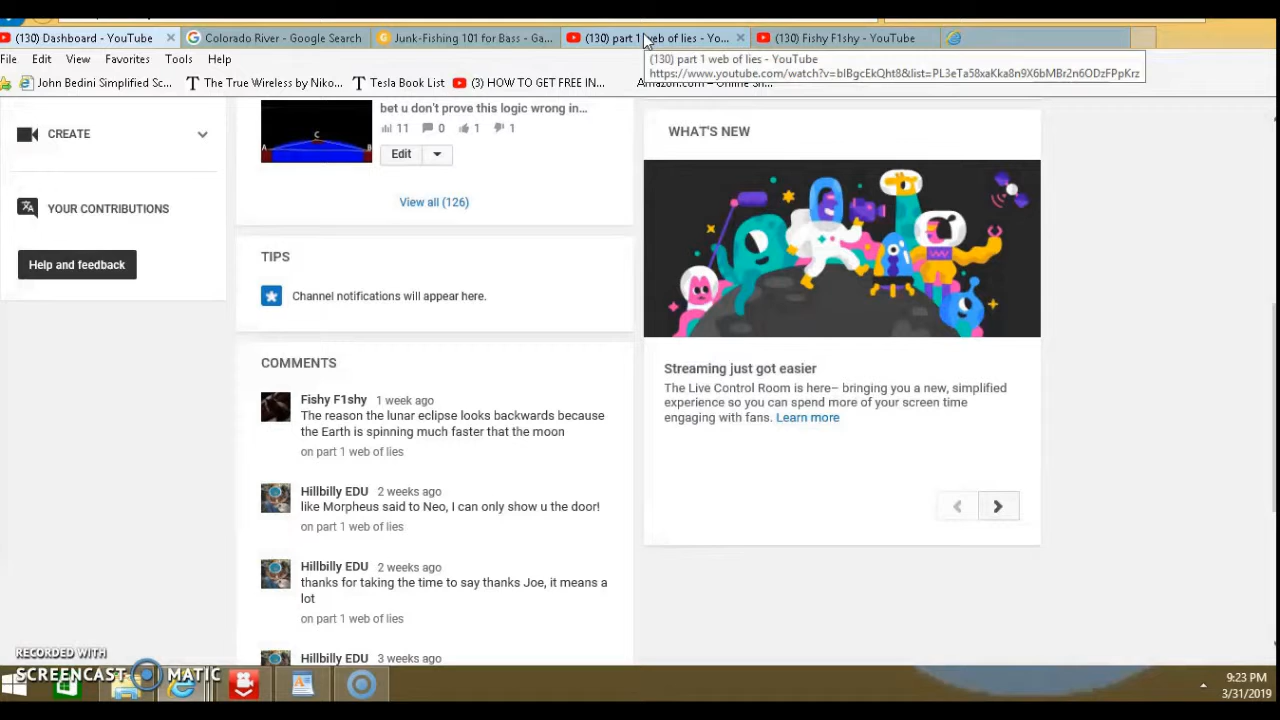 (130) Dashboard - YouTube
Colorado River - Google Search
Junk-Fishing 101 for Bass - Ga...
(130) part 1 web of lies - Yo...
(130) Fishy F1shy - YouTube
(130) part 1 web of lies - YouTube
https://www.youtube.com/watch?v=bIBgcEkQht8&list=PL3eTa58xaKka8n9X6bMBr2n6ODzFPpKrz
File Edit View Favorites Tools Help
John Bedini Simplified Sc...
The True Wireless by Niko...
Tesla Book List
(3) HOW TO GET FREE IN...
Amazon.com – Online Sh...
CREATE
YOUR CONTRIBUTIONS
Help and feedback
C
A
B
bet u don't prove this logic wrong in...
11 0 1 1
Edit
View all (126)
TIPS
Channel notifications will appear here.
COMMENTS
Fishy F1shy 1 week ago
The reason the lunar eclipse looks backwards because
the Earth is spinning much faster that the moon
on part 1 web of lies
Hillbilly EDU 2 weeks ago
like Morpheus said to Neo, I can only show u the door!
on part 1 web of lies
Hillbilly EDU 2 weeks ago
thanks for taking the time to say thanks Joe, it means a
lot
on part 1 web of lies
Hillbilly EDU 3 weeks ago
WHAT'S NEW
Streaming just got easier
The Live Control Room is here– bringing you a new, simplified
experience so you can spend more of your screen time
engaging with fans. Learn more
RECORDED WITH
SCREENCAST MATIC
9:23 PM
3/31/2019